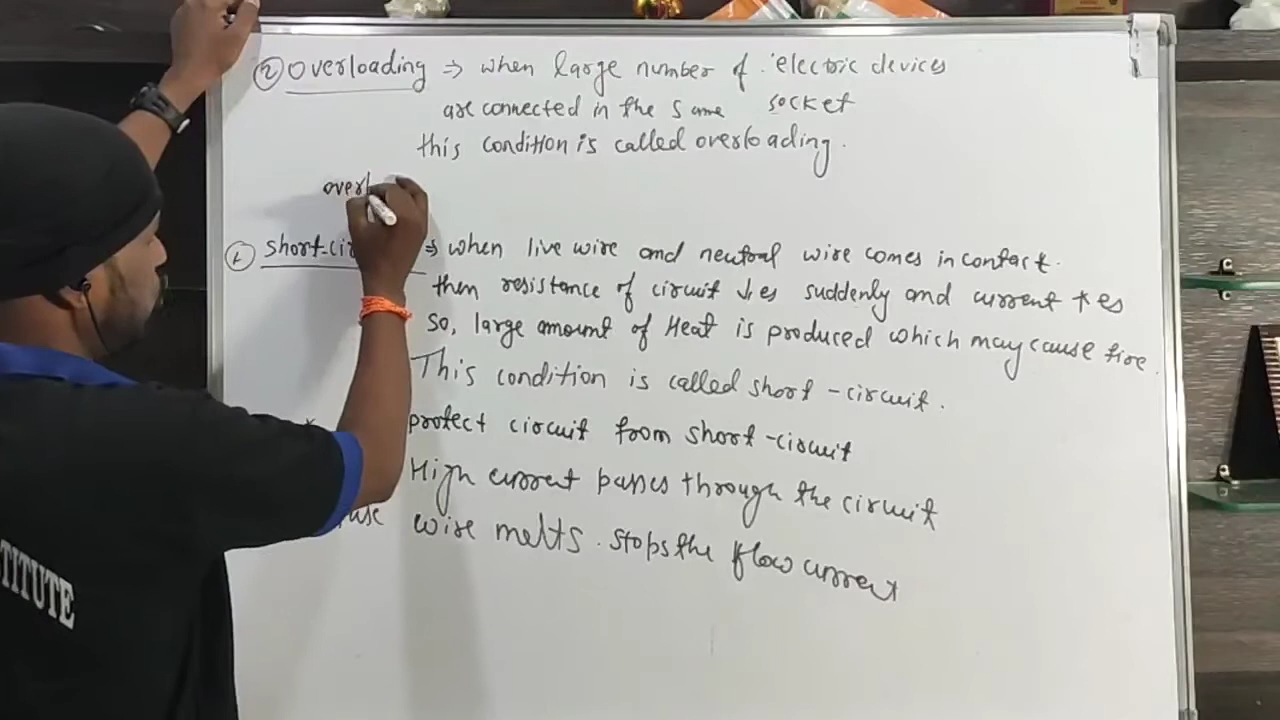 ② Overloading ⇒ when large number of electric devices
are connected in the same socket
this condition is called overloading.
over
① short-cir ⇒ when live wire and neutral wire comes in contact.
then resistance of circuit ↓es suddenly and current ↑es
So, large amount of Heat is produced which may cause fire.
This condition is called short-circuit.
protect circuit from short-circuit
High current passes through the circuit
fuse wire melts. stops the flow current
TITUTE